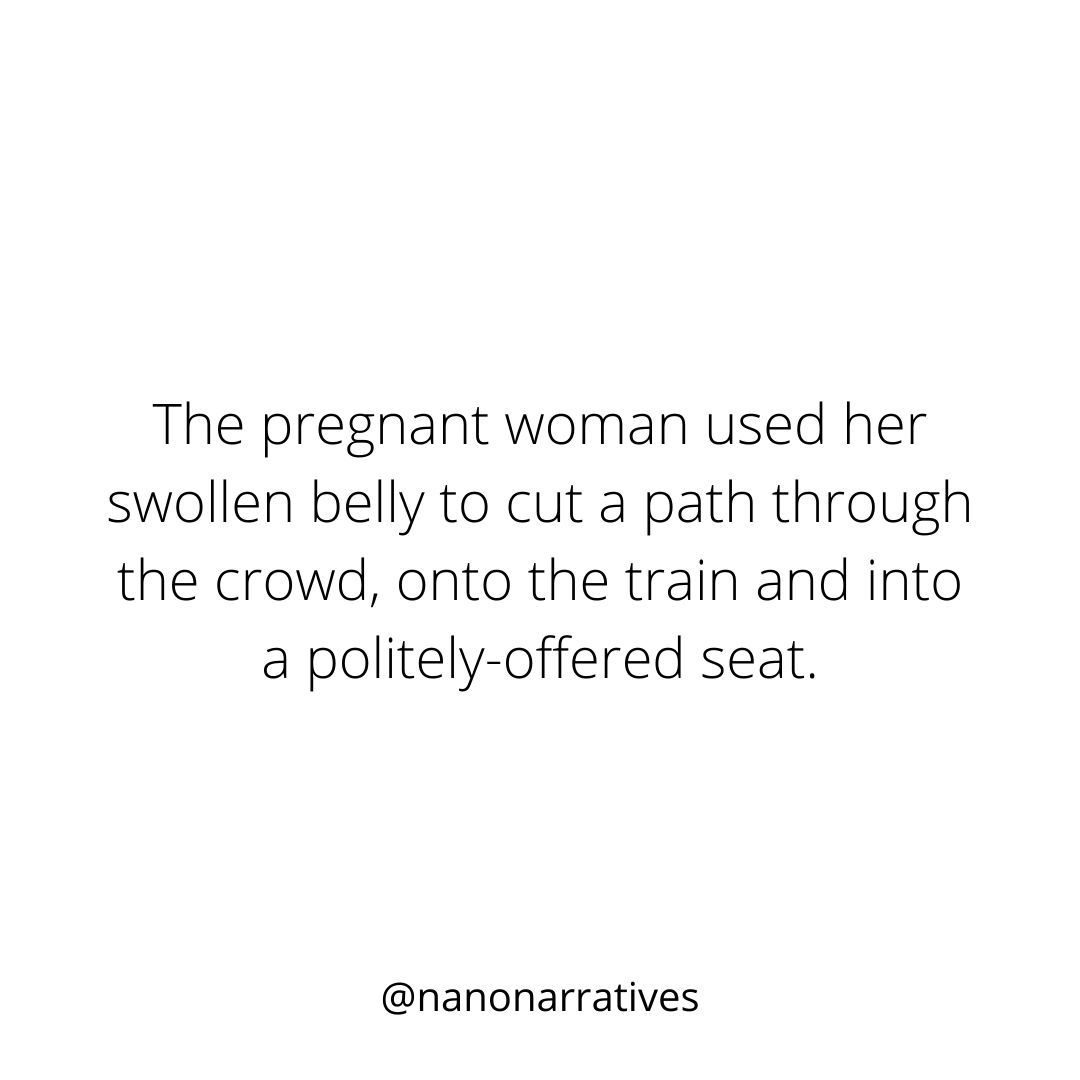 The pregnant woman used her
swollen belly to cut a path through
the crowd, onto the train and into
a politely-offered seat.
@nanonarratives